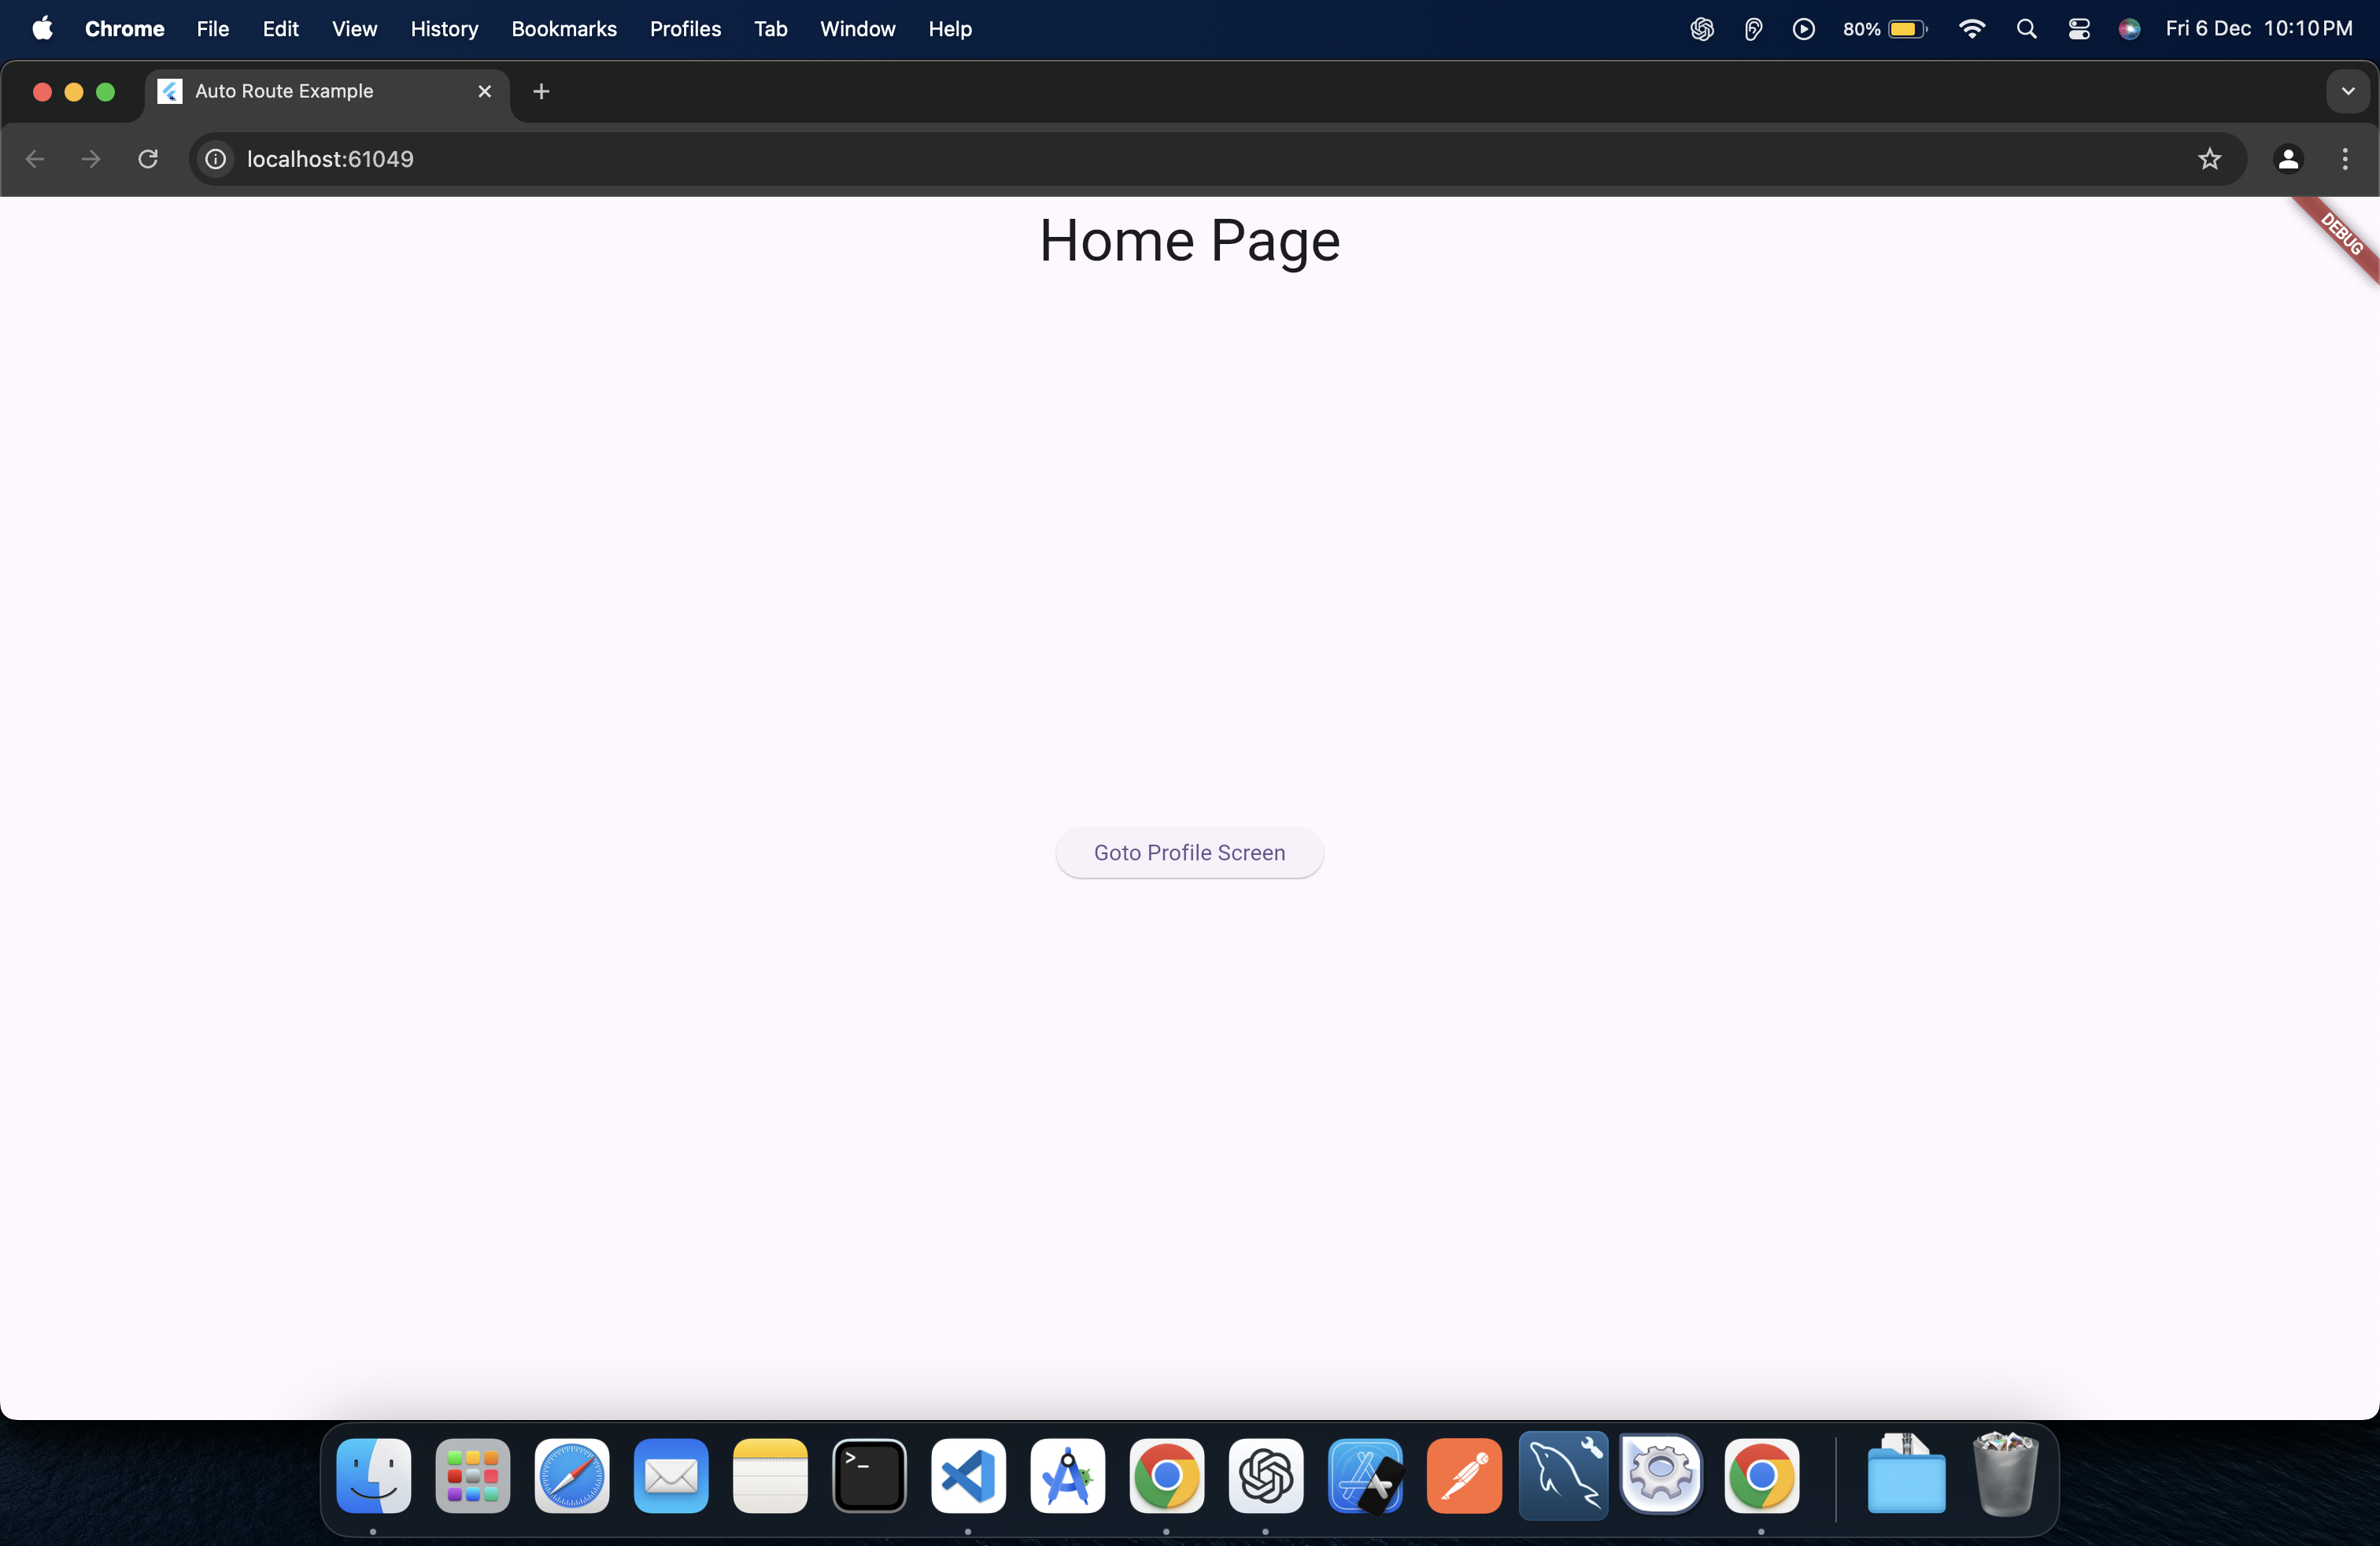 Chrome File Edit View History Bookmarks Profiles Tab Window Help 80% Fri 6 Dec 10:10 PM
Auto Route Example
localhost:61049
Home Page
DEBUG
Goto Profile Screen
>_